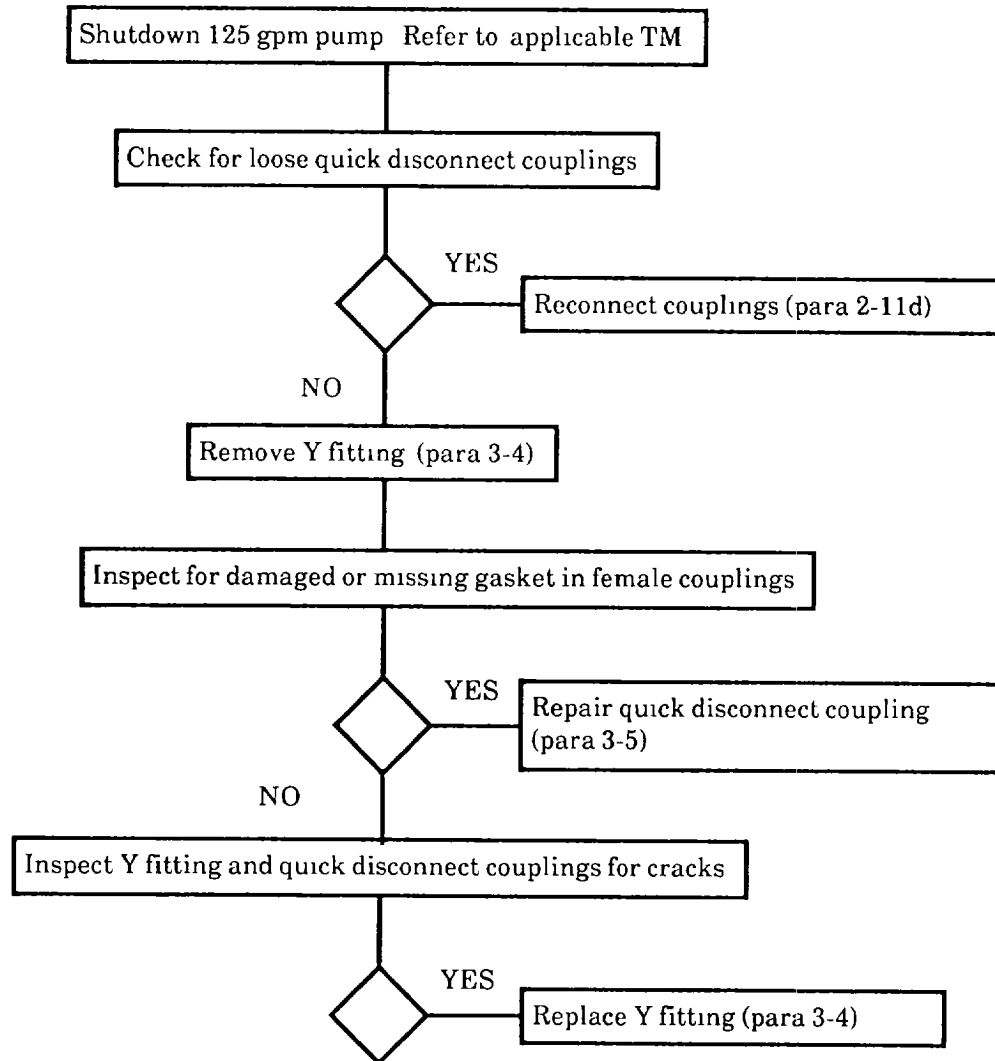 Shutdown 125 gpm pump Refer to applicable TM
Check for loose quick disconnect couplings
YES
Reconnect couplings (para 2-11d)
NO
Remove Y fitting (para 3-4)
Inspect for damaged or missing gasket in female couplings
YES
Repair quick disconnect coupling
(para 3-5)
NO
Inspect Y fitting and quick disconnect couplings for cracks
YES
Replace Y fitting (para 3-4)